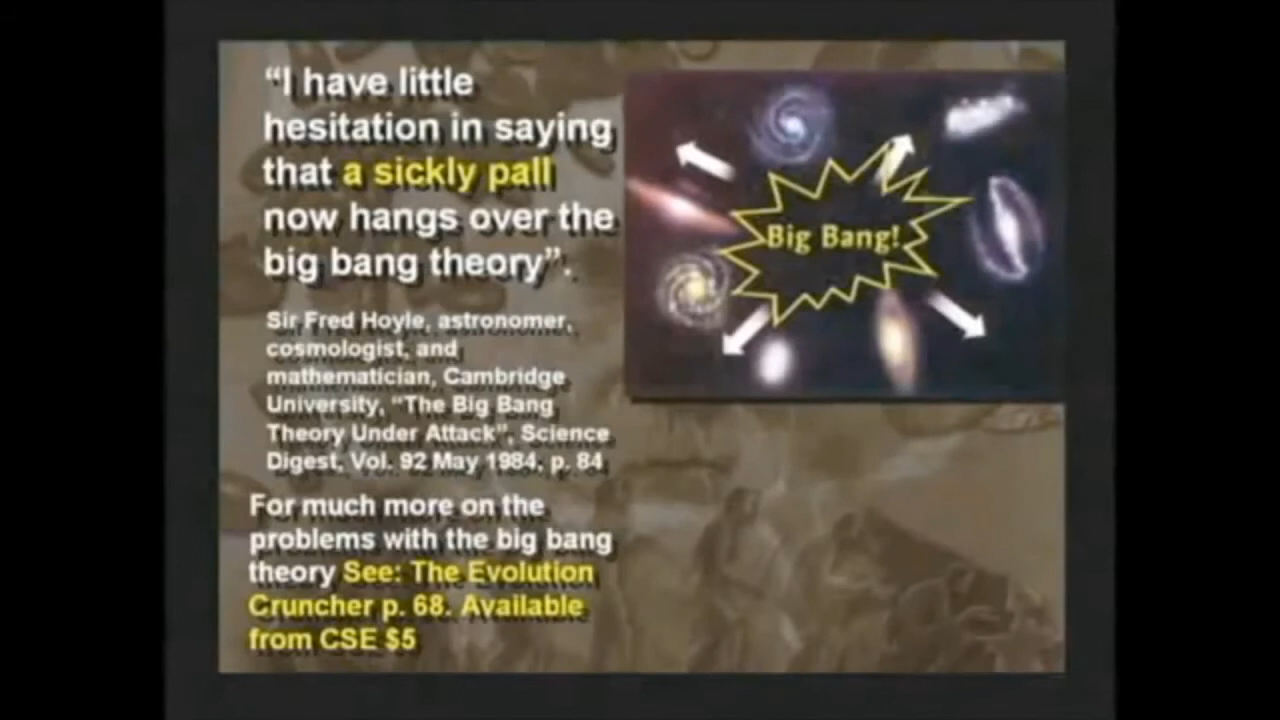 “I have little
hesitation in saying
that a sickly pall
now hangs over the
big bang theory”.
Sir Fred Hoyle, astronomer,
cosmologist, and
mathematician, Cambridge
University, “The Big Bang
Theory Under Attack”, Science
Digest, Vol. 92 May 1984, p. 84
For much more on the
problems with the big bang
theory See: The Evolution
Cruncher p. 68. Available
from CSE $5
Big Bang!